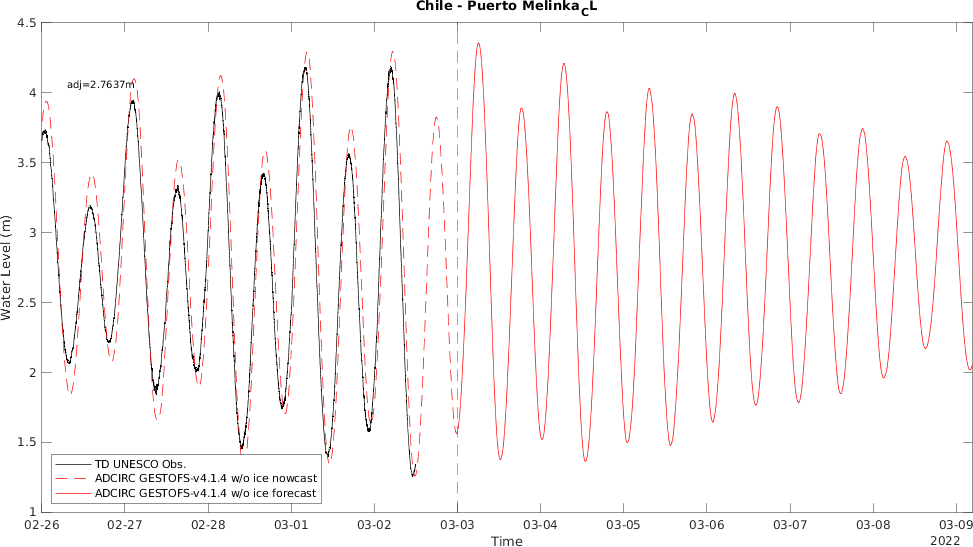 Chile - Puerto MelinkaCL
4.5
adj=2.7637m
4
3.5
3
2.5
2
1.5
1
Water Level (m)
TD UNESCO Obs.
ADCIRC GESTOFS-v4.1.4 w/o ice nowcast
ADCIRC GESTOFS-v4.1.4 w/o ice forecast
02-26 02-27 02-28 03-01 03-02 03-03 03-04 03-05 03-06 03-07 03-08 03-09
Time 2022